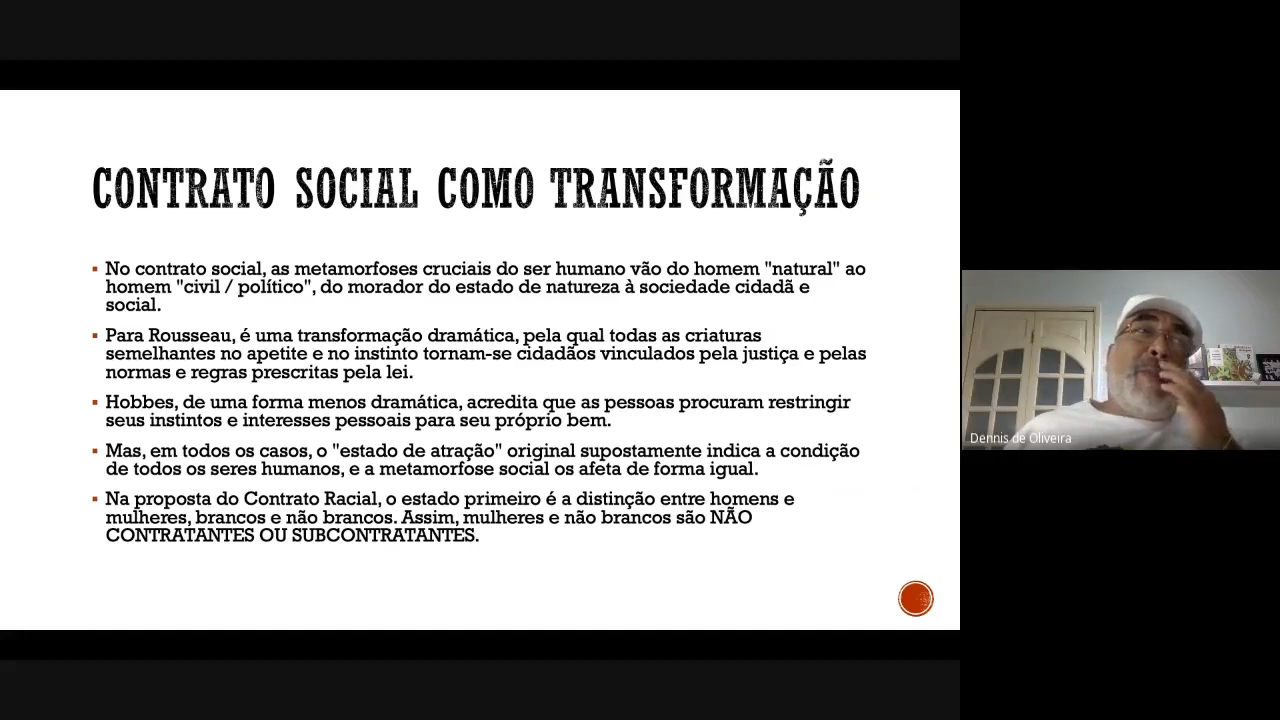 CONTRATO SOCIAL COMO TRANSFORMAÇÃO
▪ No contrato social, as metamorfoses cruciais do ser humano vão do homem "natural" ao
homem "civil / político", do morador do estado de natureza à sociedade cidadã e
social.
▪ Para Rousseau, é uma transformação dramática, pela qual todas as criaturas
semelhantes no apetite e no instinto tornam-se cidadãos vinculados pela justiça e pelas
normas e regras prescritas pela lei.
▪ Hobbes, de uma forma menos dramática, acredita que as pessoas procuram restringir
seus instintos e interesses pessoais para seu próprio bem.
▪ Mas, em todos os casos, o "estado de atração" original supostamente indica a condição
de todos os seres humanos, e a metamorfose social os afeta de forma igual.
▪ Na proposta do Contrato Racial, o estado primeiro é a distinção entre homens e
mulheres, brancos e não brancos. Assim, mulheres e não brancos são NÃO
CONTRATANTES OU SUBCONTRATANTES.
Dennis de Oliveira